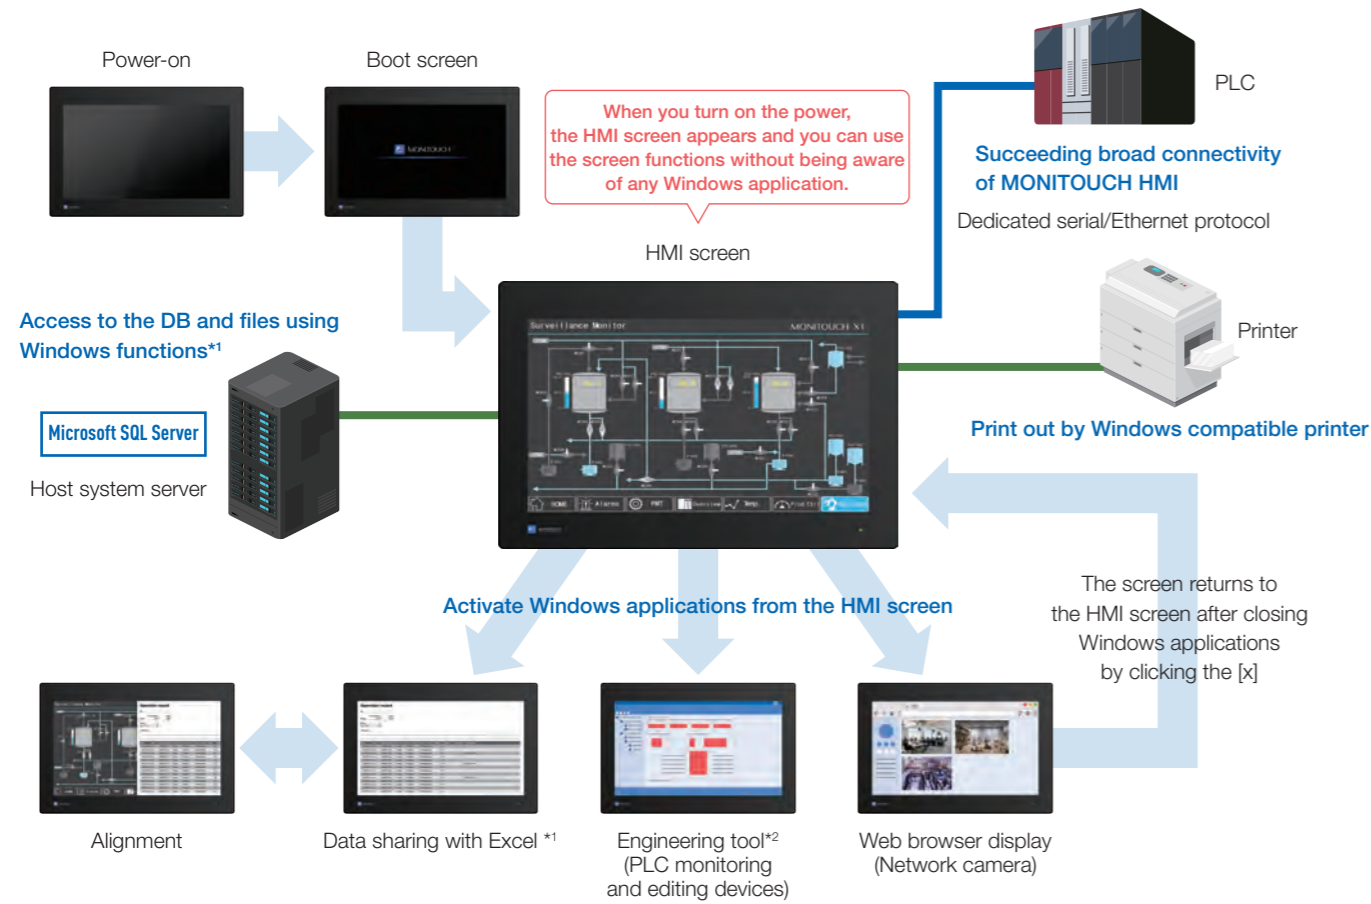 Power-on
Boot screen
MONITOUCH
When you turn on the power,
the HMI screen appears and you can use
the screen functions without being aware
of any Windows application.
PLC
Succeeding broad connectivity
of MONITOUCH HMI
Dedicated serial/Ethernet protocol
HMI screen
Printer
Print out by Windows compatible printer
Access to the DB and files using
Windows functions*1
Microsoft SQL Server
Host system server
Surveillance Monitor
MONITOUCH X1
HOME
Alarms
Overview
Temp.
Activate Windows applications from the HMI screen
The screen returns to
the HMI screen after closing
Windows applications
by clicking the [x]
Alignment
Data sharing with Excel *1
Engineering tool*2
(PLC monitoring
and editing devices)
Web browser display
(Network camera)